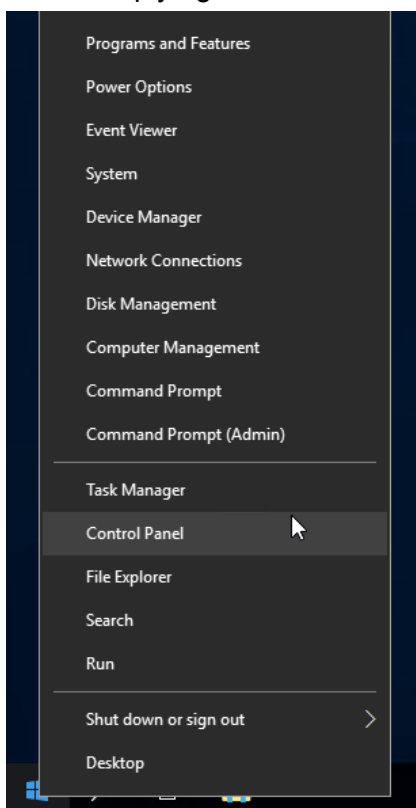 Programs and Features
Power Options
Event Viewer
System
Device Manager
Network Connections
Disk Management
Computer Management
Command Prompt
Command Prompt (Admin)
Task Manager
Control Panel
File Explorer
Search
Run
Shut down or sign out
Desktop